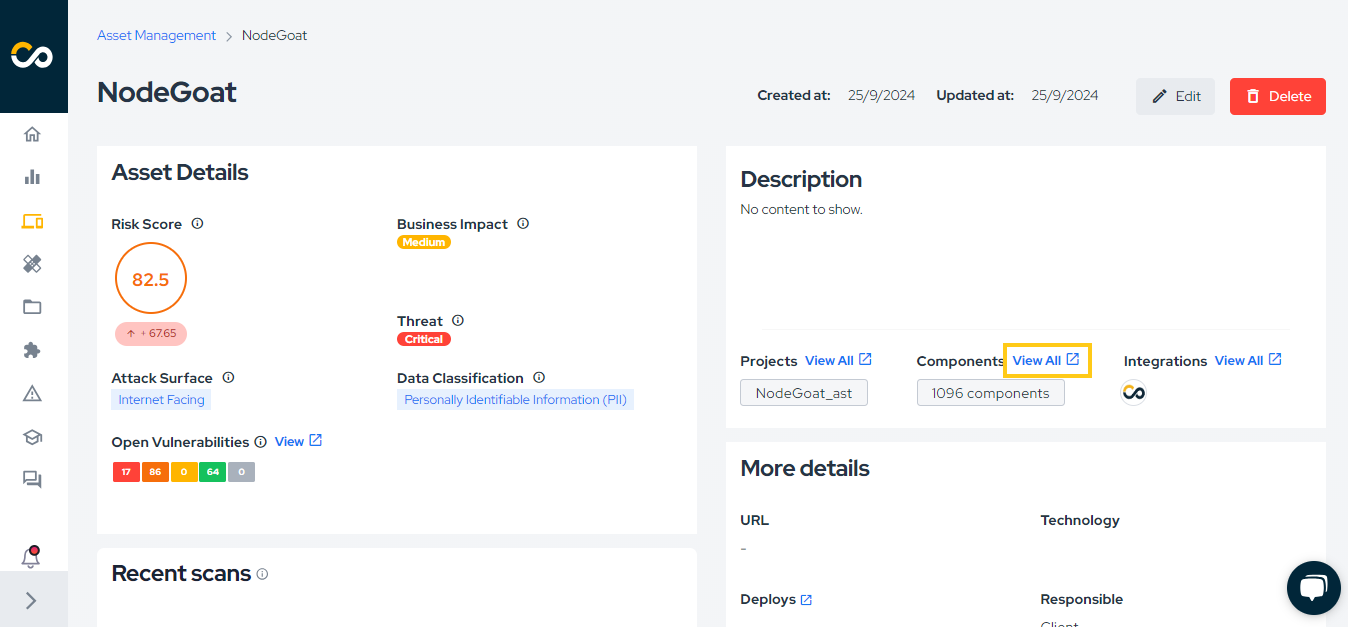 Asset Management > NodeGoat
NodeGoat
Created at: 25/9/2024 Updated at: 25/9/2024
Edit
Delete
Asset Details
Risk Score
82.5
+ 67.65
Business Impact
Medium
Threat
Critical
Attack Surface
Internet Facing
Data Classification
Personally Identifiable Information (PII)
Open Vulnerabilities View
17 86 0 64 0
Recent scans
Description
No content to show.
Projects View All
NodeGoat_ast
Components View All
1096 components
Integrations View All
More details
URL
-
Technology
Deploys
Responsible
Client